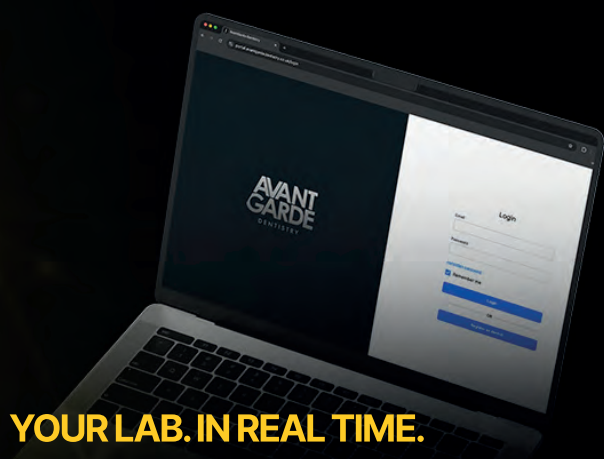 AVANT
GARDE
DENTISTRY
Login
Email
Password
Remember me
Login
OR
YOUR LAB. IN REAL TIME.